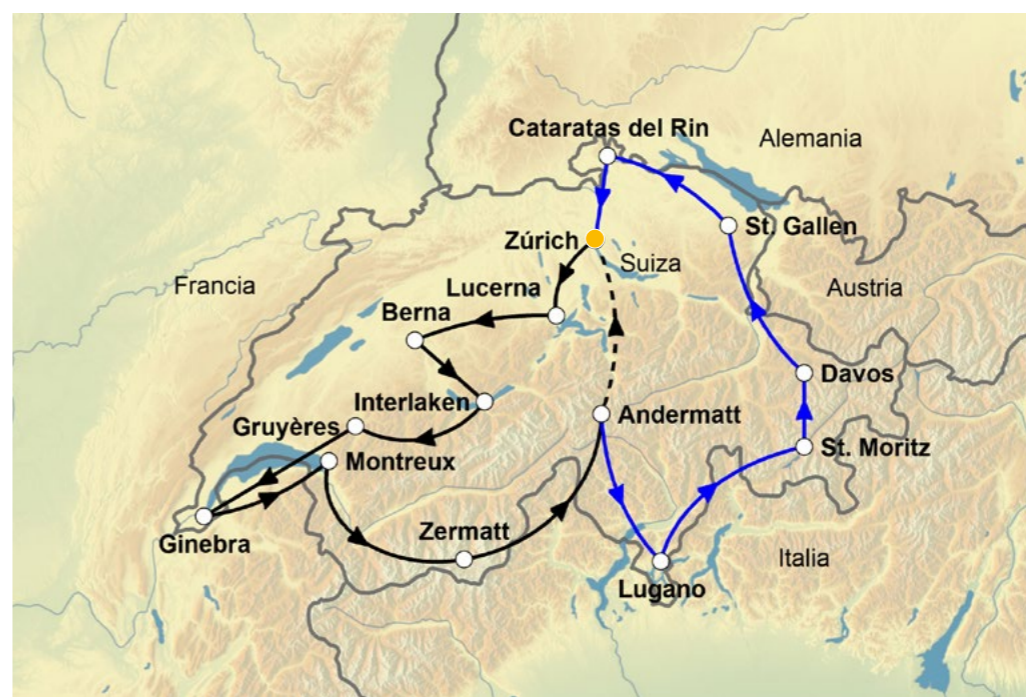 Cataratas del Rin
Alemania
St. Gallen
Zúrich
Suiza
Francia
Lucerna
Austria
Berna
Davos
Interlaken
Andermatt
Gruyères
St. Moritz
Montreux
Zermatt
Ginebra
Italia
Lugano